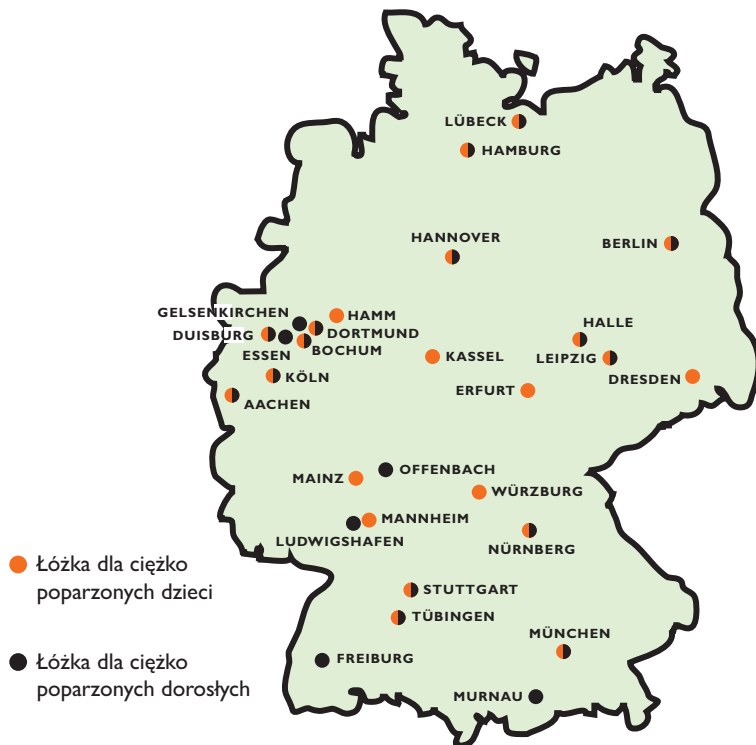 LÜBECK
HAMBURG
HANNOVER
BERLIN
GELSENKIRCHEN
HAMM
DUISBURG
DORTMUND
HALLE
ESSEN
BOCHUM
KASSEL
LEIPZIG
KÖLN
ERFURT
DRESDEN
AACHEN
MAINZ
OFFENBACH
WÜRZBURG
MANNHEIM
LUDWIGSHAFEN
NÜRNBERG
Łóżka dla ciężko
poparzonych dzieci
STUTTGART
TÜBINGEN
MÜNCHEN
FREIBURG
Łóżka dla ciężko
poparzonych dorosłych
MURNAU